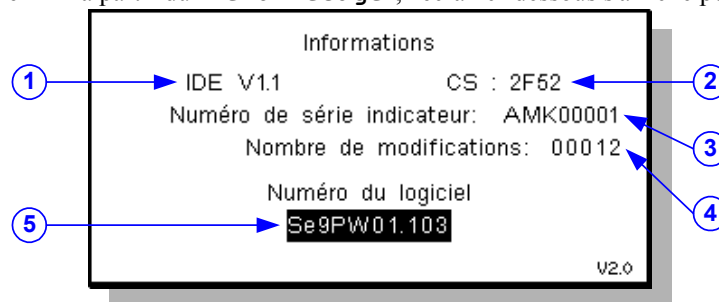 Informations
1 IDE V1.1 CS : 2F52 2
Numéro de série indicateur: AMK00001 3
Nombre de modifications: 00012 4
Numéro du logiciel
5 Se9PW01.103
V2.0